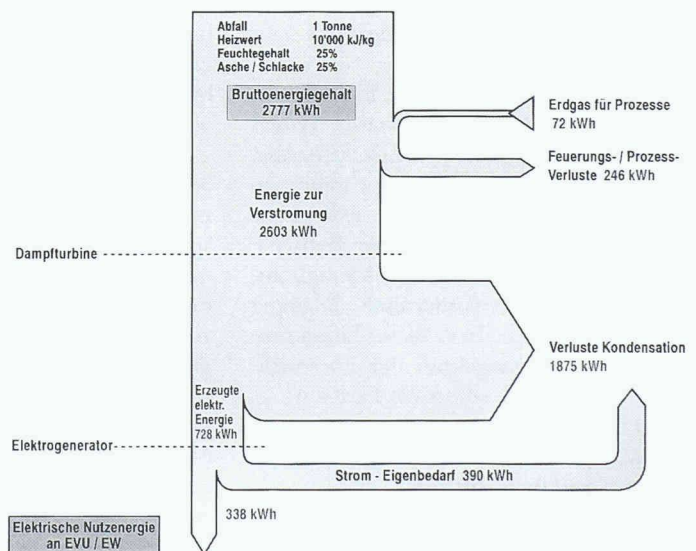 Abfall 1 Tonne
Heizwert 10'000 kJ/kg
Feuchtegehalt 25%
Asche / Schlacke 25%
Bruttoenergiegehalt
2777 kWh
Erdgas für Prozesse
72 kWh
Feuerungs- / Prozess-
Verluste 246 kWh
Energie zur
Verstromung
2603 kWh
Dampfturbine
Verluste Kondensation
1875 kWh
Erzeugte
elektr.
Energie
728 kWh
Elektrogenerator
Strom - Eigenbedarf 390 kWh
338 kWh
Elektrische Nutzenergie
an EVU / EW